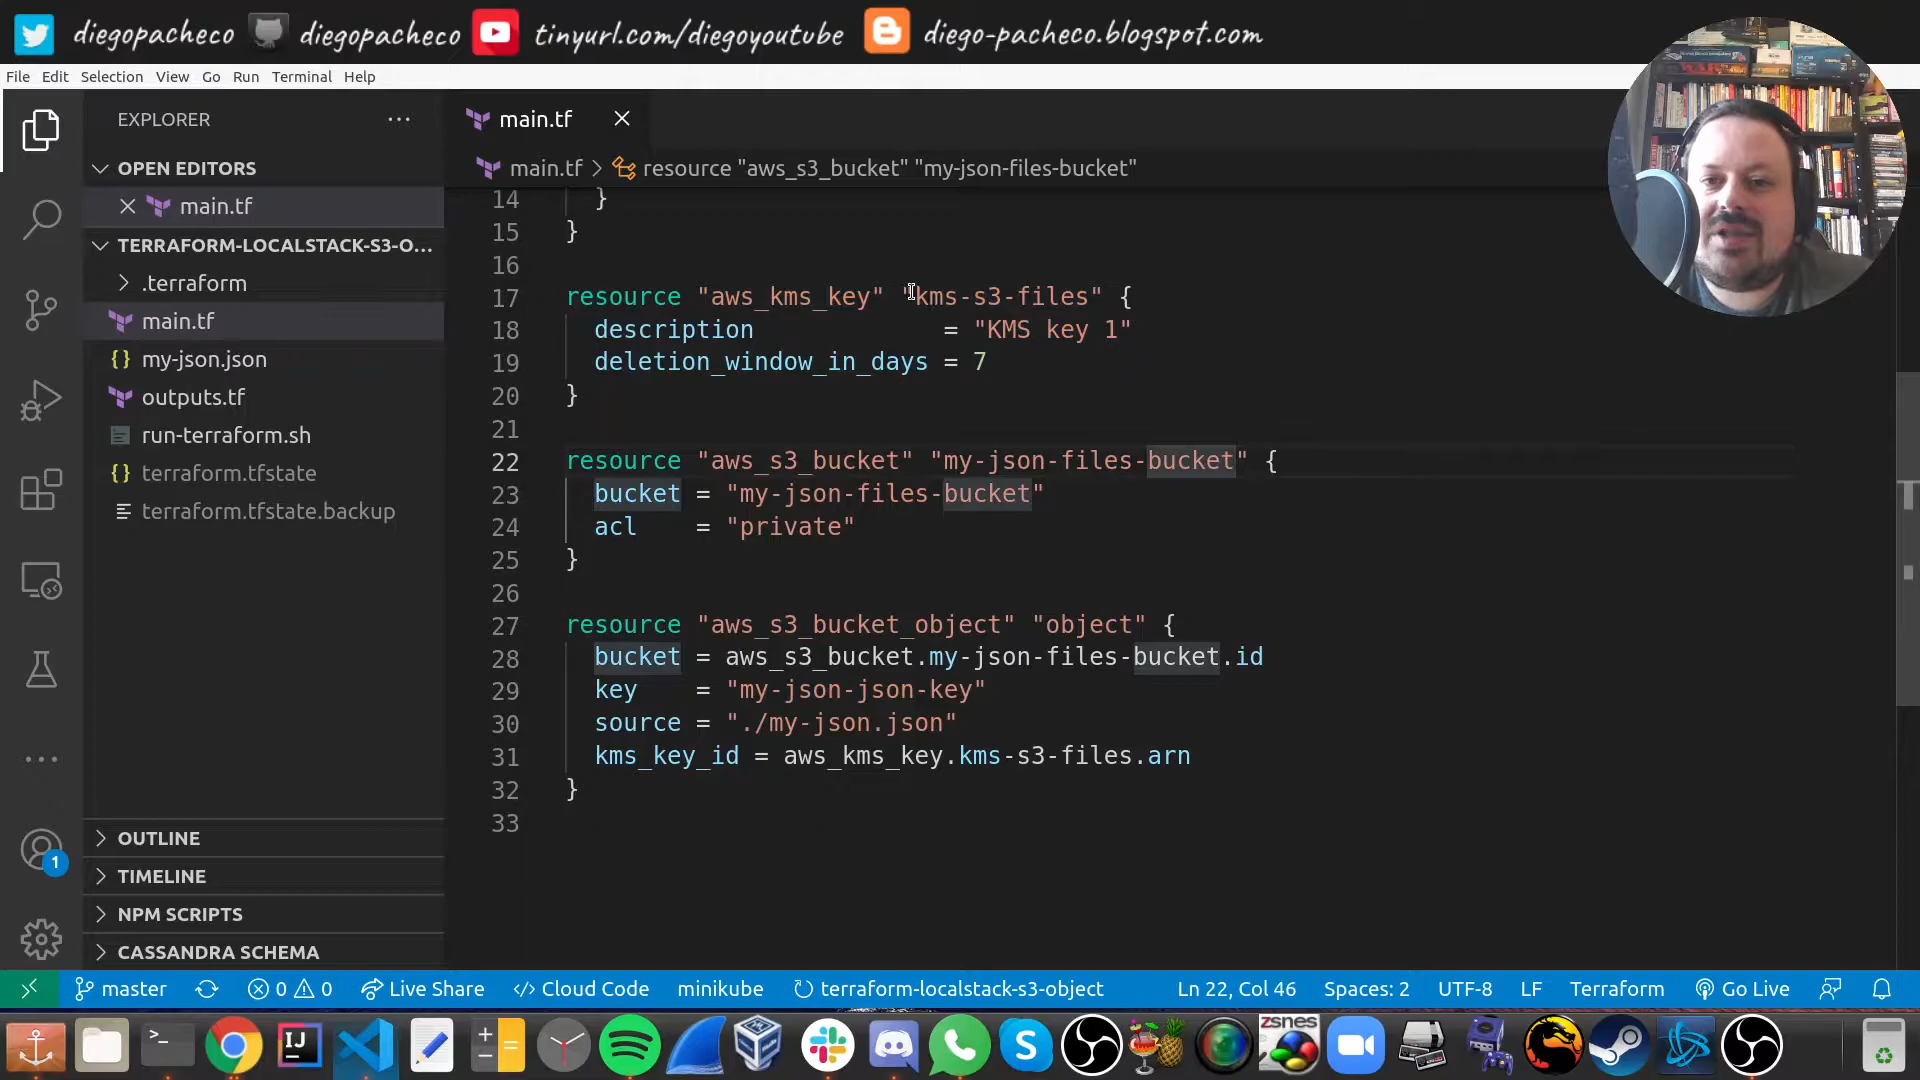 diegopacheco diegopacheco tinyurl.com/diegoyoutube diego-pacheco.blogspot.com
File Edit Selection View Go Run Terminal Help
EXPLORER ···
OPEN EDITORS
main.tf
TERRAFORM-LOCALSTACK-S3-O...
.terraform
main.tf
my-json.json
outputs.tf
run-terraform.sh
terraform.tfstate
terraform.tfstate.backup
OUTLINE
TIMELINE
NPM SCRIPTS
CASSANDRA SCHEMA
1
main.tf
main.tf > resource "aws_s3_bucket" "my-json-files-bucket"
14 }
15 }
16
17 resource "aws_kms_key" "kms-s3-files" {
18 description = "KMS key 1"
19 deletion_window_in_days = 7
20 }
21
22 resource "aws_s3_bucket" "my-json-files-bucket" {
23 bucket = "my-json-files-bucket"
24 acl = "private"
25 }
26
27 resource "aws_s3_bucket_object" "object" {
28 bucket = aws_s3_bucket.my-json-files-bucket.id
29 key = "my-json-json-key"
30 source = "./my-json.json"
31 kms_key_id = aws_kms_key.kms-s3-files.arn
32 }
33
master 0 0 Live Share Cloud Code minikube terraform-localstack-s3-object Ln 22, Col 46 Spaces: 2 UTF-8 LF Terraform Go Live
IJ
zsnes